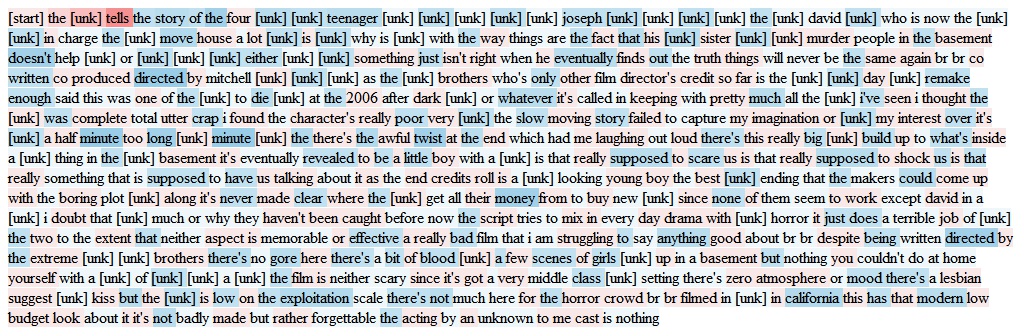 [start] the [unk] tells the story of the four [unk] [unk] teenager [unk] [unk] [unk] [unk] [unk] joseph [unk] [unk] [unk] [unk] the [unk] david [unk] who is now the [unk]
[unk] in charge the [unk] move house a lot [unk] is [unk] why is [unk] with the way things are the fact that his [unk] sister [unk] [unk] murder people in the basement
doesn't help [unk] or [unk] [unk] [unk] either [unk] [unk] something just isn't right when he eventually finds out the truth things will never be the same again br br co
written co produced directed by mitchell [unk] [unk] [unk] as the [unk] brothers who's only other film director's credit so far is the [unk] [unk] day [unk] remake
enough said this was one of the [unk] to die [unk] at the 2006 after dark [unk] or whatever it's called in keeping with pretty much all the [unk] i've seen i thought the
[unk] was complete total utter crap i found the character's really poor very [unk] the slow moving story failed to capture my imagination or [unk] my interest over it's
[unk] a half minute too long [unk] minute [unk] the there's the awful twist at the end which had me laughing out loud there's this really big [unk] build up to what's inside
a [unk] thing in the [unk] basement it's eventually revealed to be a little boy with a [unk] is that really supposed to scare us is that really supposed to shock us is that
really something that is supposed to have us talking about it as the end credits roll is a [unk] looking young boy the best [unk] ending that the makers could come up
with the boring plot [unk] along it's never made clear where the [unk] get all their money from to buy new [unk] since none of them seem to work except david in a
[unk] i doubt that [unk] much or why they haven't been caught before now the script tries to mix in every day drama with [unk] horror it just does a terrible job of [unk]
the two to the extent that neither aspect is memorable or effective a really bad film that i am struggling to say anything good about br br despite being written directed by
the extreme [unk] [unk] brothers there's no gore here there's a bit of blood [unk] a few scenes of girls [unk] up in a basement but nothing you couldn't do at home
yourself with a [unk] of [unk] [unk] a [unk] the film is neither scary since it's got a very middle class [unk] setting there's zero atmosphere or mood there's a lesbian
suggest [unk] kiss but the [unk] is low on the exploitation scale there's not much here for the horror crowd br br filmed in [unk] in california this has that modern low
budget look about it it's not badly made but rather forgettable the acting by an unknown to me cast is nothing